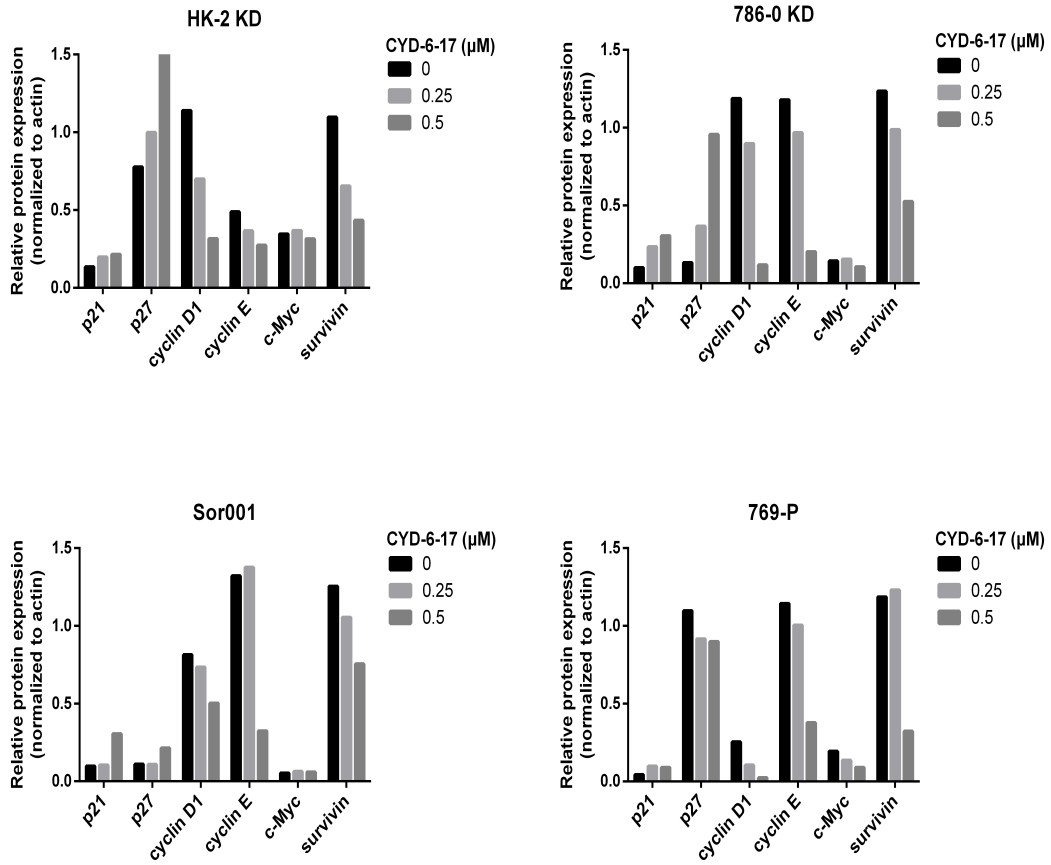 HK-2 KD
Relative protein expression
(normalized to actin)
1.5
1.0
0.5
0.0
p21
p27
cyclin D1
cyclin E
c-Myc
survivin
CYD-6-17 (µM)
0
0.25
0.5
786-0 KD
Relative protein expression
(normalized to actin)
1.5
1.0
0.5
0.0
p21
p27
cyclin D1
cyclin E
c-Myc
survivin
CYD-6-17 (µM)
0
0.25
0.5
Sor001
Relative protein expression
(normalized to actin)
1.5
1.0
0.5
0.0
p21
p27
cyclin D1
cyclin E
c-Myc
survivin
CYD-6-17 (µM)
0
0.25
0.5
769-P
Relative protein expression
(normalized to actin)
1.5
1.0
0.5
0.0
p21
p27
cyclin D1
cyclin E
c-Myc
survivin
CYD-6-17 (µM)
0
0.25
0.5